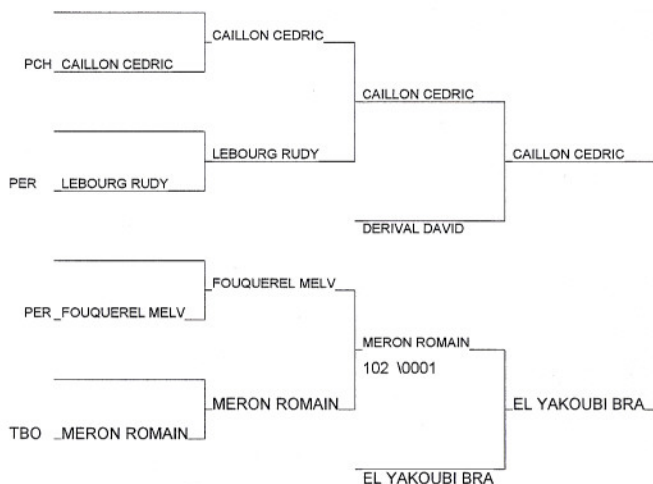 CAILLON CEDRIC
PCH CAILLON CEDRIC
CAILLON CEDRIC
LEBOURG RUDY
CAILLON CEDRIC
PER LEBOURG RUDY
DERIVAL DAVID
FOUQUEREL MELV
PER FOUQUEREL MELV
MERON ROMAIN
102 \0001
MERON ROMAIN
EL YAKOUBI BRA
TBO MERON ROMAIN
EL YAKOUBI BRA